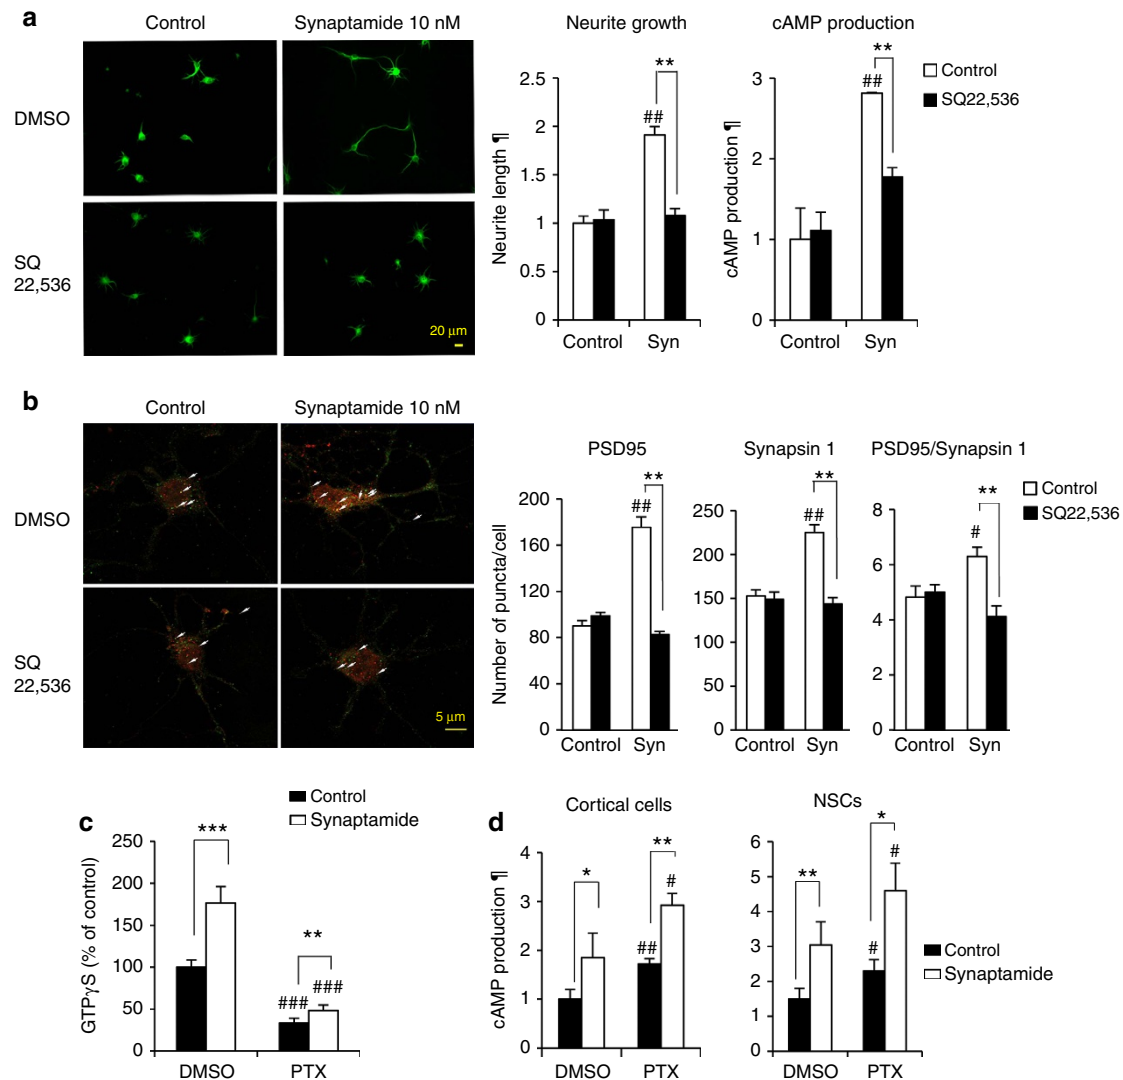 a
Control
Synaptamide 10 nM
DMSO
SQ
22,536
20 μm
Neurite growth
Neurite length ¶
2.5
2
1.5
1
0.5
0
##
**
Control
Syn
cAMP production
cAMP production ¶
3
2
1
0
##
**
Control
Syn
Control
SQ22,536
b
Control
Synaptamide 10 nM
DMSO
SQ
22,536
5 μm
PSD95
Number of puncta/cell
200
160
120
80
40
0
##
**
Control
Syn
Synapsin 1
250
200
150
100
50
0
##
**
Control
Syn
PSD95/Synapsin 1
8
6
4
2
0
#
**
Control
Syn
Control
SQ22,536
c
Control
Synaptamide
GTPγS (% of control)
250
200
150
100
50
0
***
**
###
###
DMSO
PTX
d
Cortical cells
cAMP production ¶
4
3
2
1
0
*
**
##
#
DMSO
PTX
NSCs
6
5
4
3
2
1
0
**
*
#
#
DMSO
PTX
Control
Synaptamide